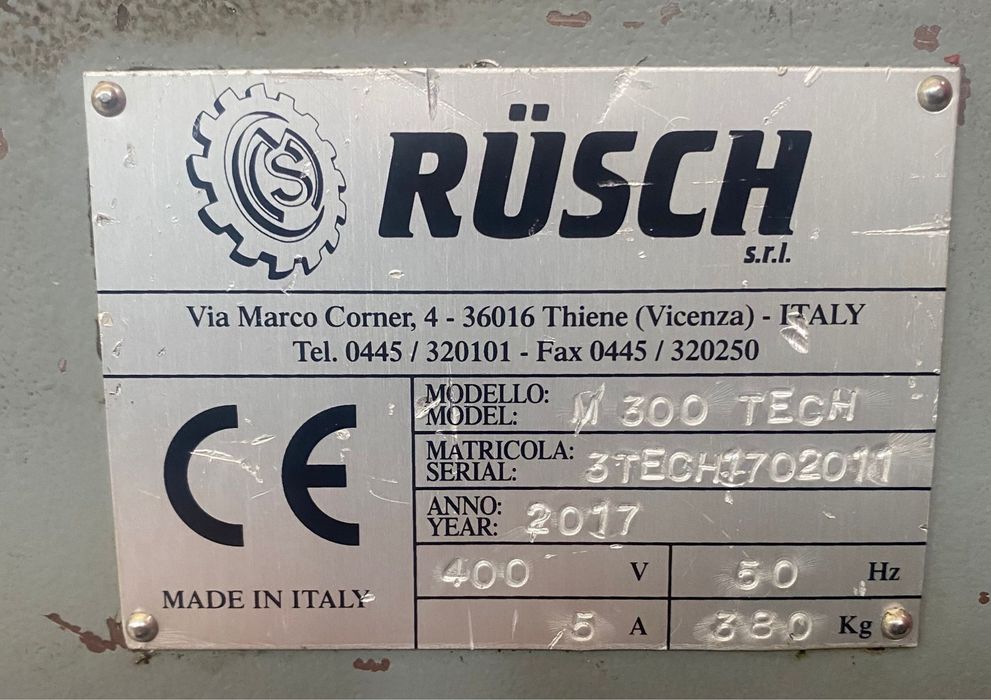 RÜSCH
s.r.l.
Via Marco Corner, 4 - 36016 Thiene (Vicenza) - ITALY
Tel. 0445 / 320101 - Fax 0445 / 320250
MODELLO:
MODEL: M 300 TECH
MATRICOLA:
SERIAL: 3TECH1702011
ANNO:
YEAR: 2017
400 V 50 Hz
5 A 380 Kg
CE
MADE IN ITALY